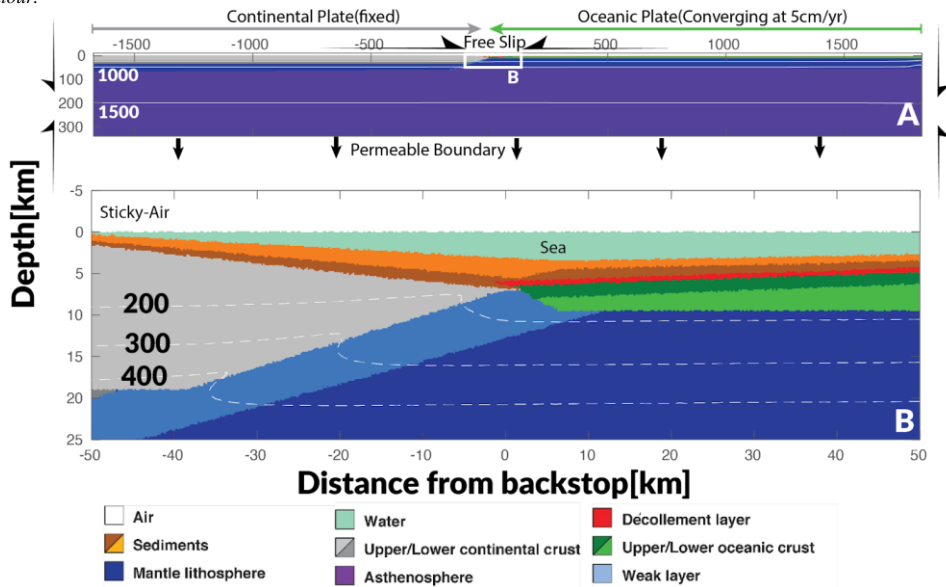 our.
Continental Plate(fixed) Oceanic Plate(Converging at 5cm/yr)
-1500 -1000 -500 Free Slip 500 1000 1500
0
100
200
300
1000
1500
B
A
Permeable Boundary
Depth[km]
-5
0
5
10
15
20
25
Sticky-Air
Sea
200
300
400
B
-50 -40 -30 -20 -10 0 10 20 30 40 50
Distance from backstop[km]
Air Water Décollement layer
Sediments Upper/Lower continental crust Upper/Lower oceanic crust
Mantle lithosphere Asthenosphere Weak layer